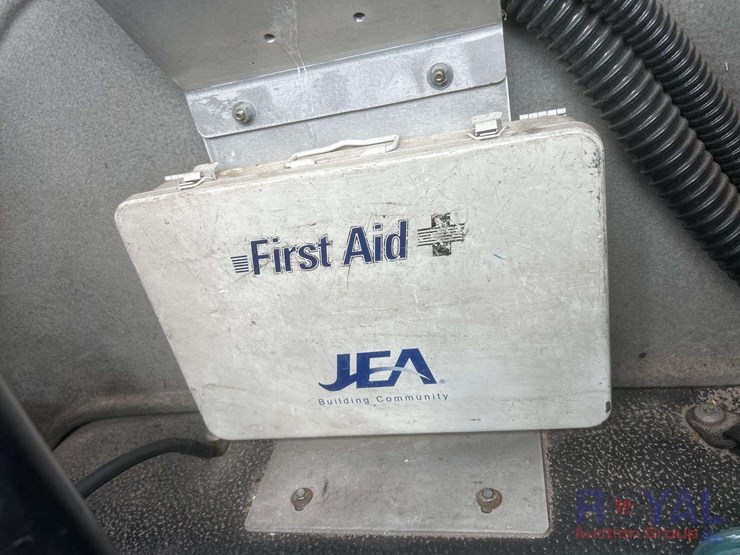 First Aid
JEA
Building Community
ROYAL
Auction Group